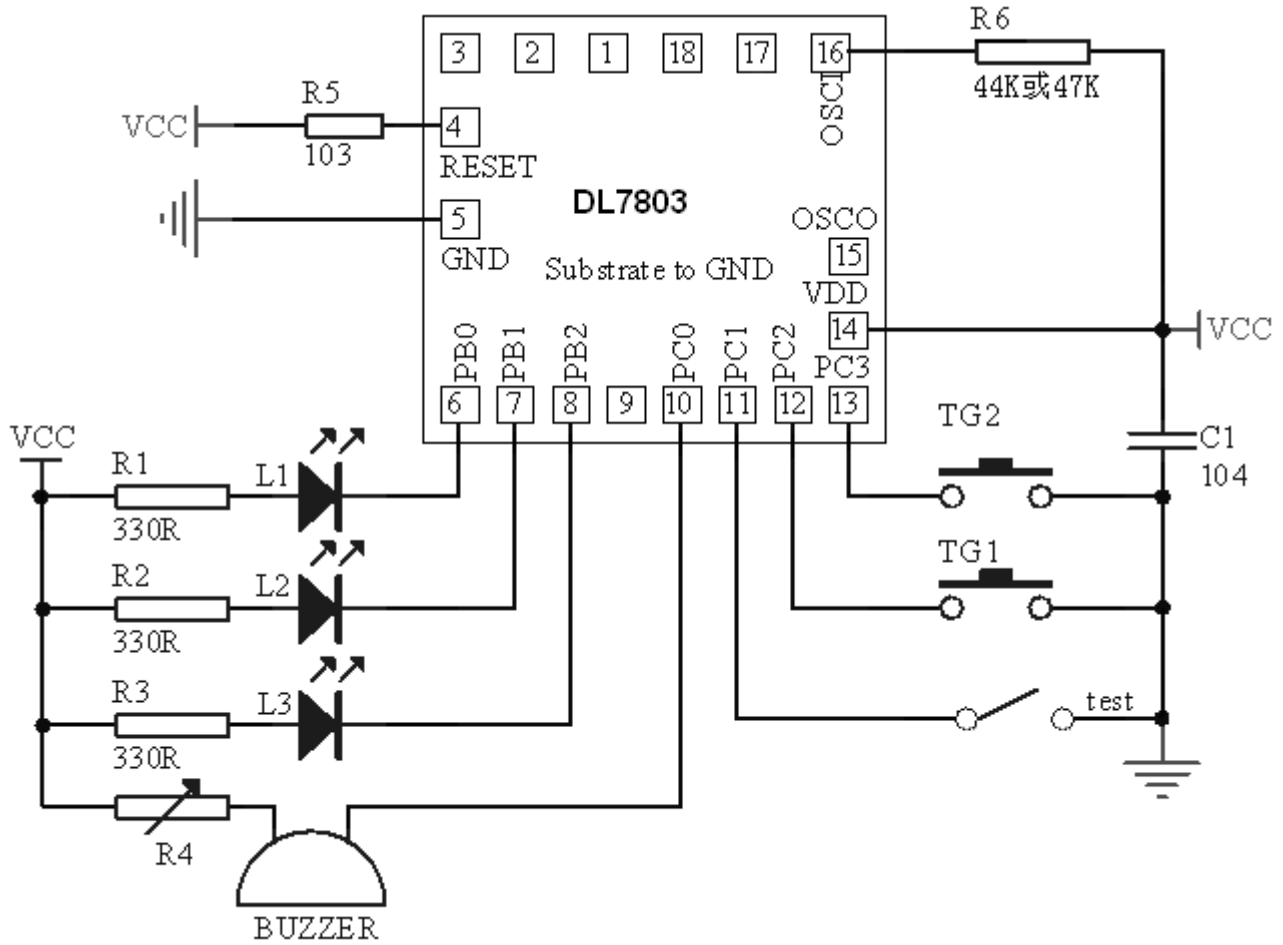 3
2
1
18
17
16
OSCI
R6
44K或47K
VCC
R5
103
4
RESET
5
GND
DL7803
Substrate to GND
OSCO
15
VDD
14
VCC
PB0
PB1
PB2
PC0
PC1
PC2
PC3
6
7
8
9
10
11
12
13
VCC
R1
330R
L1
R2
330R
L2
R3
330R
L3
R4
BUZZER
TG2
C1
104
TG1
test